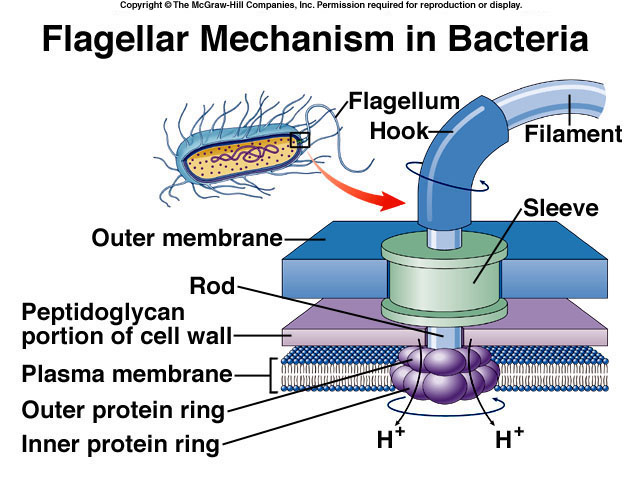 Copyright © The McGraw-Hill Companies, Inc. Permission required for reproduction or display.
Flagellar Mechanism in Bacteria
Flagellum
Hook
Filament
Sleeve
Outer membrane
Rod
Peptidoglycan
portion of cell wall
Plasma membrane
Outer protein ring
Inner protein ring
H+
H+